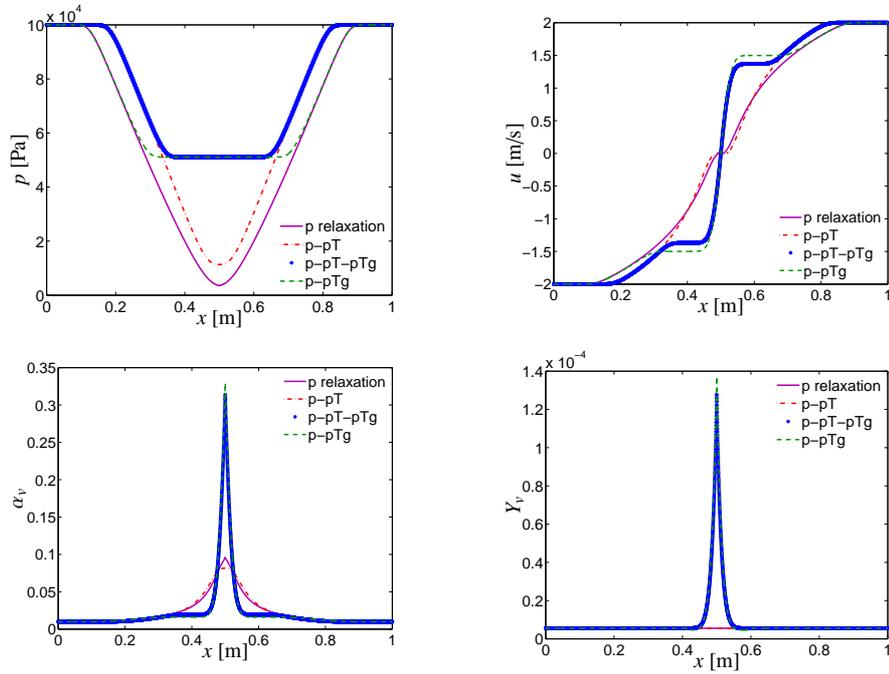 x 10^4
10
8
6
4
2
0
p [Pa]
p relaxation
p−pT
p−pT−pTg
p−pTg
0 0.2 0.4 0.6 0.8 1
x [m]
2
1.5
1
0.5
0
−0.5
−1
−1.5
−2
u [m/s]
p relaxation
p−pT
p−pT−pTg
p−pTg
0 0.2 0.4 0.6 0.8 1
x [m]
0.35
0.3
0.25
0.2
0.15
0.1
0.05
0
α_v
p relaxation
p−pT
p−pT−pTg
p−pTg
0 0.2 0.4 0.6 0.8 1
x [m]
x 10^−4
1.4
1.2
1
0.8
0.6
0.4
0.2
0
Y_v
p relaxation
p−pT
p−pT−pTg
p−pTg
0 0.2 0.4 0.6 0.8 1
x [m]